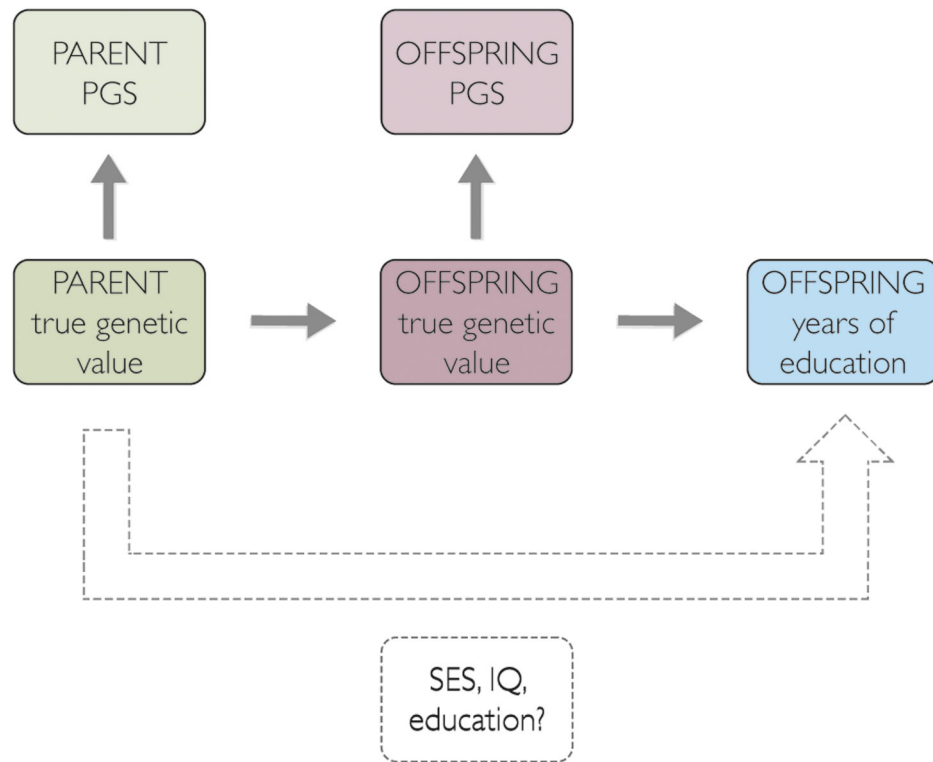 PARENT
PGS
OFFSPRING
PGS
PARENT
true genetic
value
OFFSPRING
true genetic
value
OFFSPRING
years of
education
SES, IQ,
education?